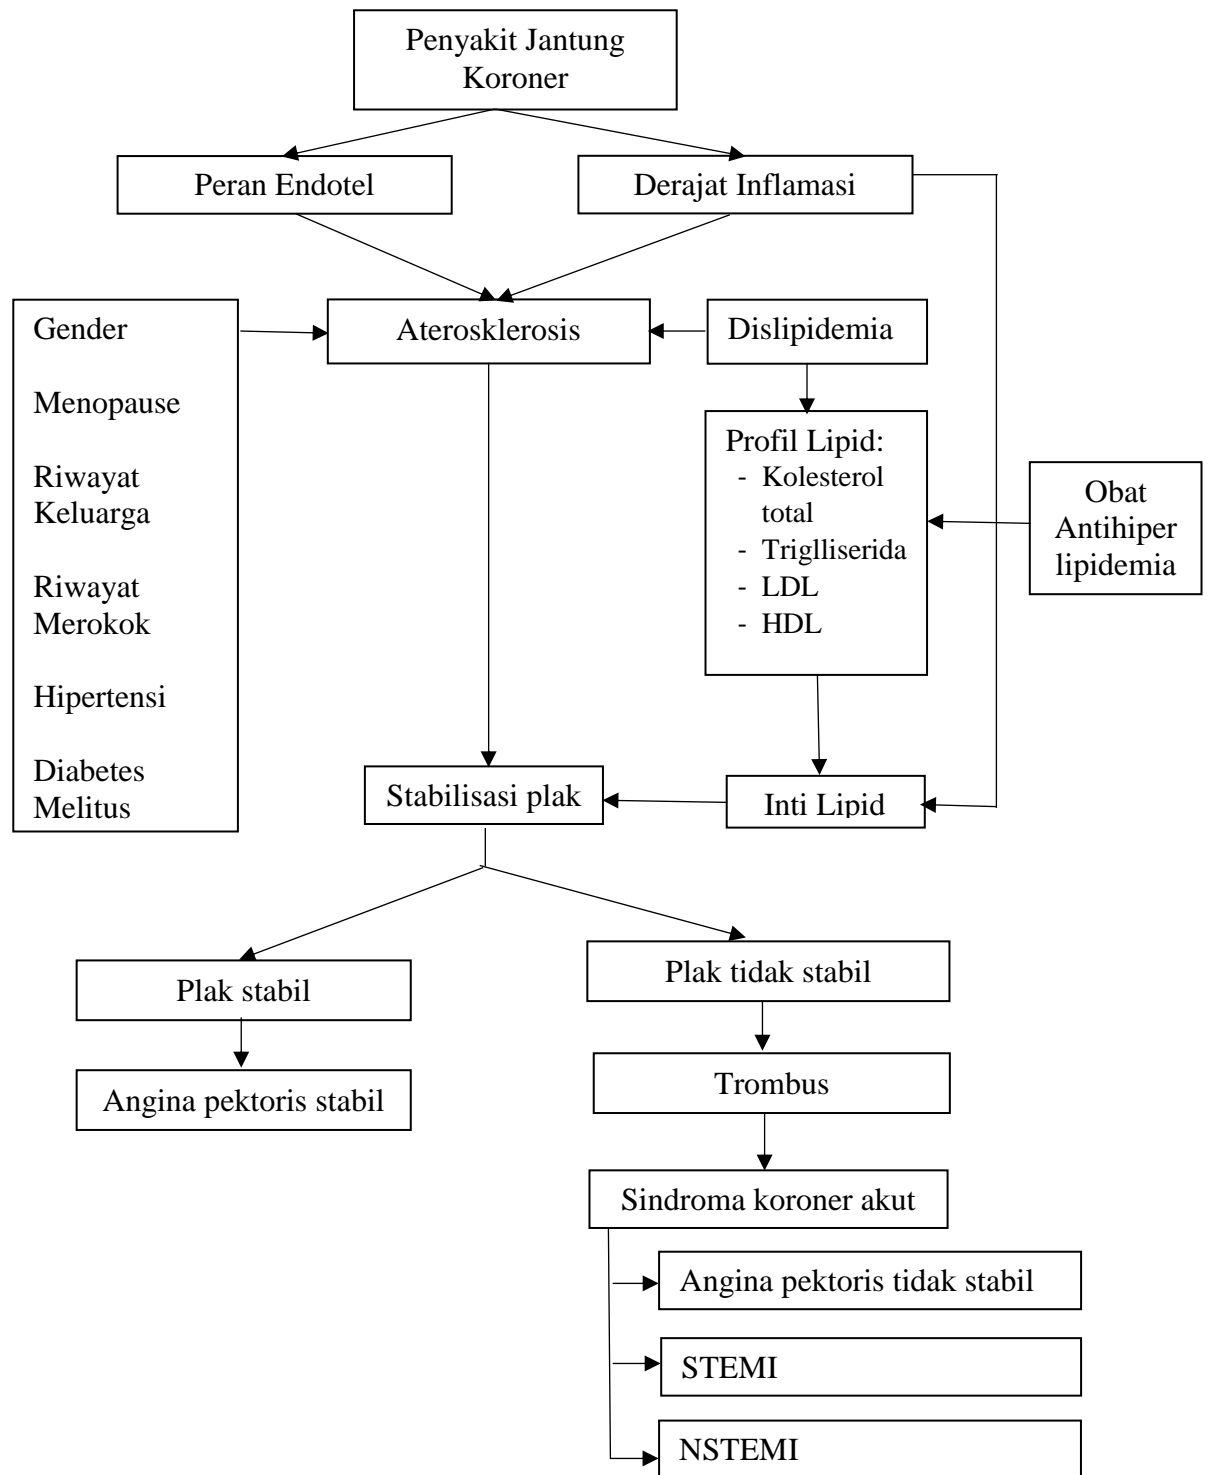 Penyakit Jantung
Koroner
Peran Endotel
Derajat Inflamasi
Gender
Menopause
Riwayat
Keluarga
Riwayat
Merokok
Hipertensi
Diabetes
Melitus
Aterosklerosis
Dislipidemia
Profil Lipid:
- Kolesterol
total
- Triglliserida
- LDL
- HDL
Obat
Antihiper
lipidemia
Stabilisasi plak
Inti Lipid
Plak stabil
Plak tidak stabil
Angina pektoris stabil
Trombus
Sindroma koroner akut
Angina pektoris tidak stabil
STEMI
NSTEMI